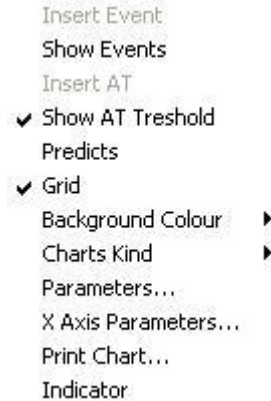 Insert Event
Show Events
Insert AT
Show AT Treshold
Predicts
Grid
Background Colour
Charts Kind
Parameters...
X Axis Parameters...
Print Chart...
Indicator